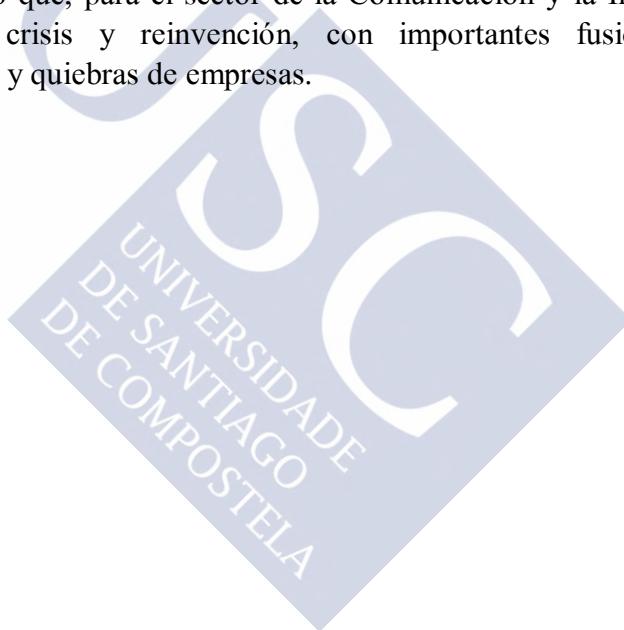 que, para el sector de la Comunicación y la
crisis y reinvención, con importantes
y quiebras de empresas.
USC
UNIVERSIDADE
DE SANTIAGO
DE COMPOSTELA